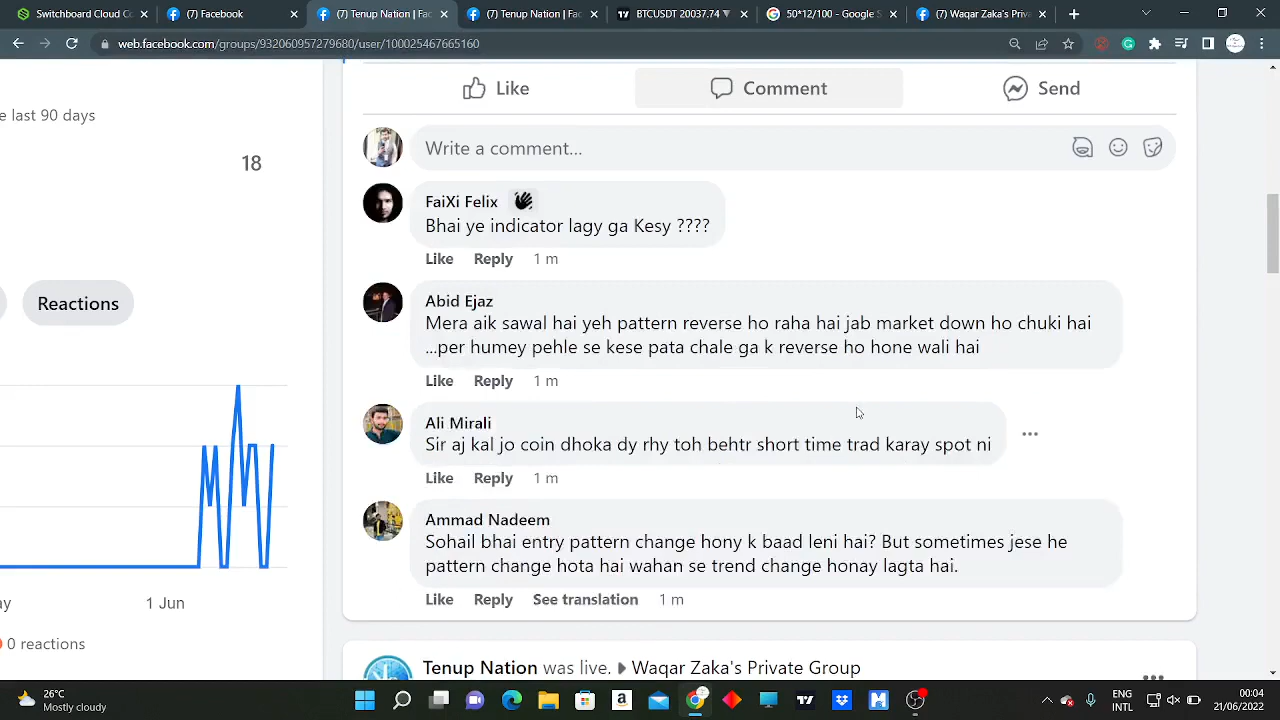 Switchboard Cloud Co
(7) Facebook
(7) Tenup Nation | Fac
(7) Tenup Nation | Fac
BTCUSDT 20037.74 ▼
50*12/100 - Google S
(7) Waqar Zaka's Priva
web.facebook.com/groups/932060957279680/user/100025467665160
e last 90 days
18
Reactions
1 Jun
0 reactions
Like
Comment
Send
Write a comment...
FaiXi Felix
Bhai ye indicator lagy ga Kesy ????
Like Reply 1 m
Abid Ejaz
Mera aik sawal hai yeh pattern reverse ho raha hai jab market down ho chuki hai
...per humey pehle se kese pata chale ga k reverse ho hone wali hai
Like Reply 1 m
Ali Mirali
Sir aj kal jo coin dhoka dy rhy toh behtr short time trad karay spot ni
Like Reply 1 m
Ammad Nadeem
Sohail bhai entry pattern change hony k baad leni hai? But sometimes jese he
pattern change hota hai wahan se trend change honay lagta hai.
Like Reply See translation 1 m
Tenup Nation was live. ▸ Waqar Zaka's Private Group
26°C
Mostly cloudy
ENG
INTL
00:04
21/06/2022